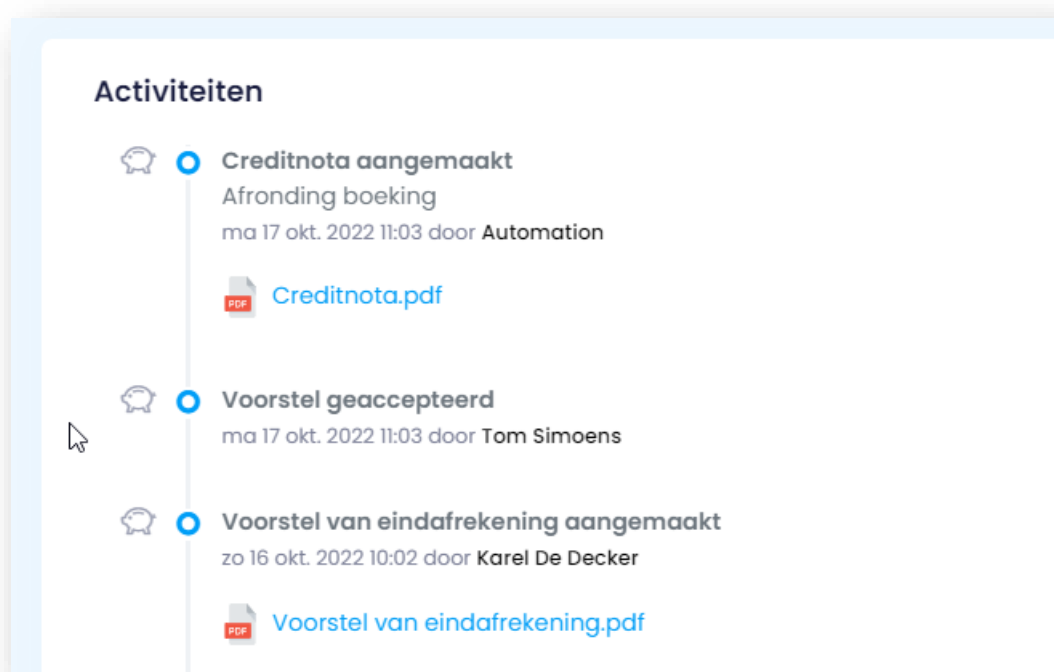 Activiteiten
Creditnota aangemaakt
Afronding boeking
ma 17 okt. 2022 11:03 door Automation
PDF Creditnota.pdf
Voorstel geaccepteerd
ma 17 okt. 2022 11:03 door Tom Simoens
Voorstel van eindafrekening aangemaakt
zo 16 okt. 2022 10:02 door Karel De Decker
PDF Voorstel van eindafrekening.pdf